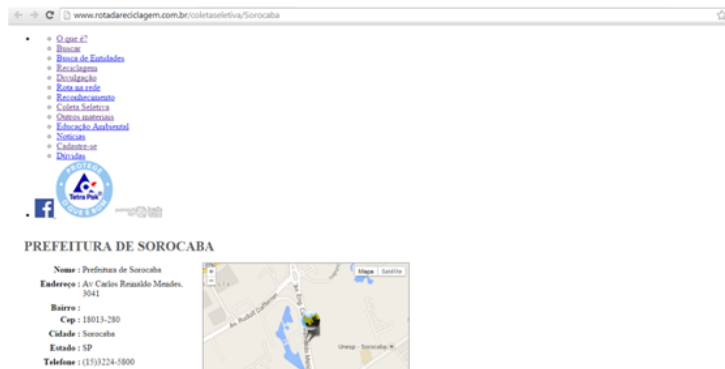 www.rotadareciclagem.com.br/coletaseletiva/Sorocaba
O que é?
Buscar
Busca de Entidades
Reciclagem
Divulgação
Rota na rede
Reconhecimento
Coleta Seletiva
Outros materiais
Educação Ambiental
Notícias
Cadastre-se
Dúvidas
PROTEGE
Tetra Pak
O QUE É BOM
PREFEITURA DE SOROCABA
Nome : Prefeitura de Sorocaba
Endereço : Av Carlos Reinaldo Mendes,
3041
Bairro :
Cep : 18013-280
Cidade : Sorocaba
Estado : SP
Telefone : (15)3224-5800
Mapa Satélite
Av. Rudolf Dafferner
Unesp - Sorocaba